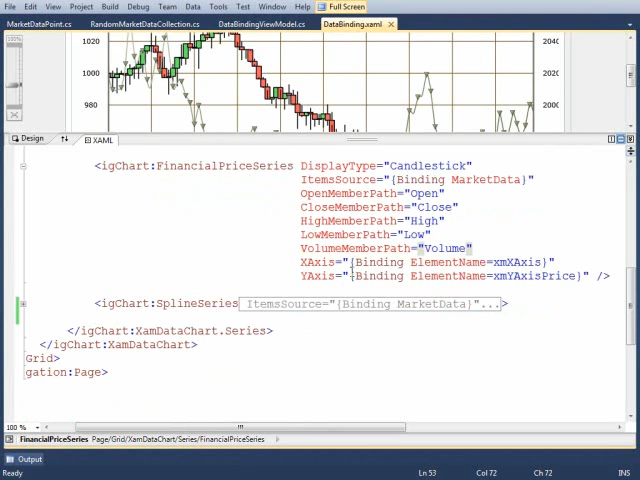 File Edit View Project Build Debug Team Data Tools Test Window Help Full Screen
MarketDataPoint.cs RandomMarketDataCollection.cs DataBindingViewModel.cs DataBinding.xaml
100%
1020 2040
1000 2020
980 2000
Design XAML
<igChart:FinancialPriceSeries DisplayType="Candlestick"
ItemsSource="{Binding MarketData}"
OpenMemberPath="Open"
CloseMemberPath="Close"
HighMemberPath="High"
LowMemberPath="Low"
VolumeMemberPath="Volume"
XAxis="{Binding ElementName=xmXAxis}"
YAxis="{Binding ElementName=xmYAxisPrice}" />
<igChart:SplineSeries ItemsSource="{Binding MarketData}"...>
</igChart:XamDataChart.Series>
</igChart:XamDataChart>
Grid>
gation:Page>
100 %
FinancialPriceSeries Page/Grid/XamDataChart/Series/FinancialPriceSeries
Output
Ready Ln 53 Col 72 Ch 72 INS